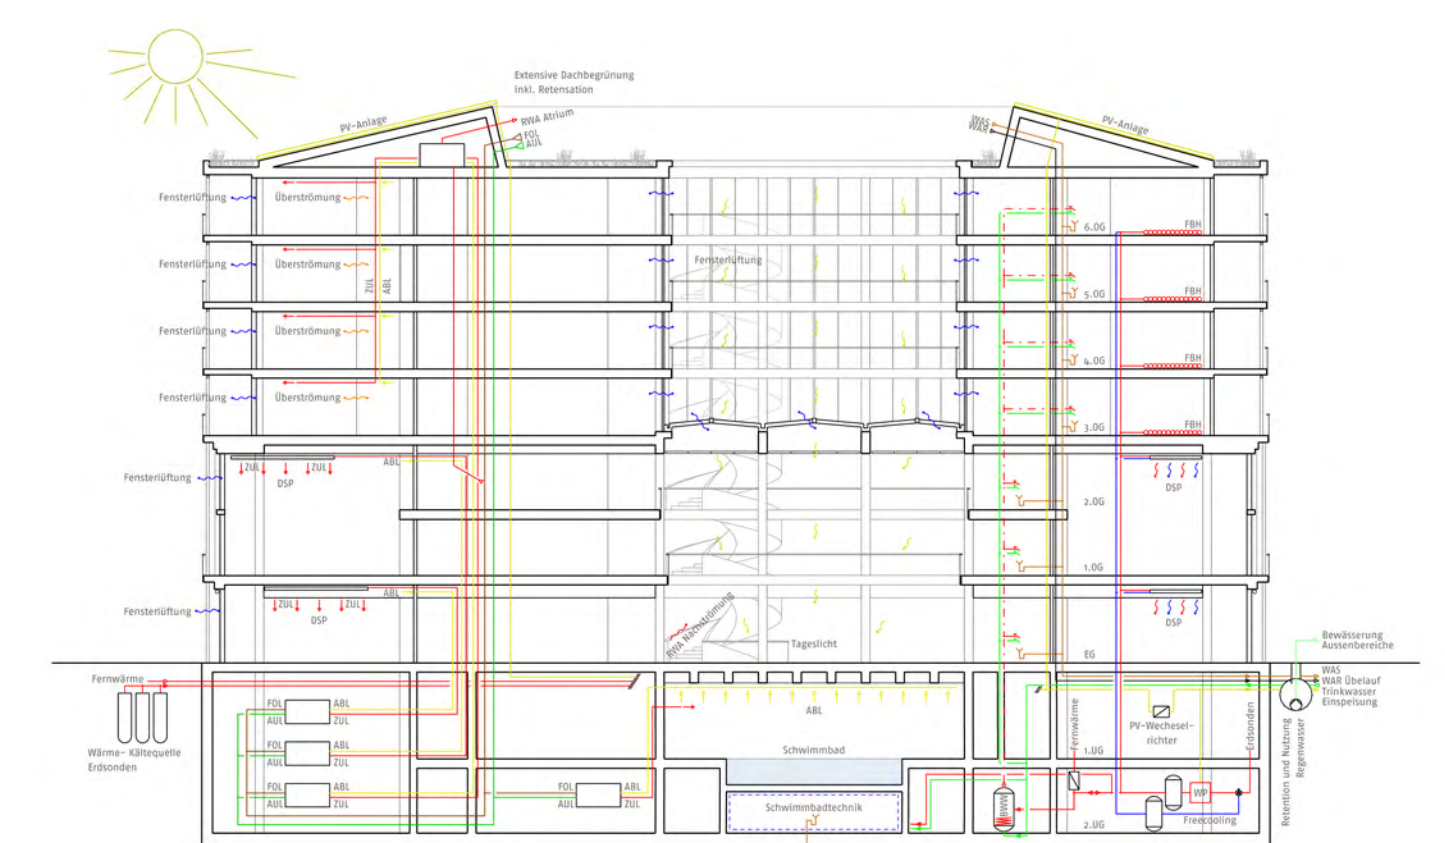 Extensive Dachbegrünung
inkl. Retensation
PV-Anlage
RWA Atrium
FOL
AUL
WAS
WAR
PV-Anlage
Fensterlüftung
Überströmung
6.OG
FBH
Fensterlüftung
Überströmung
ZUL
ABL
Fensterlüftung
5.OG
FBH
Fensterlüftung
Überströmung
4.OG
FBH
Fensterlüftung
Überströmung
3.OG
FBH
ZUL
ZUL
ABL
Fensterlüftung
DSP
DSP
2.OG
1.OG
ABL
Fensterlüftung
ZUL
ZUL
DSP
DSP
RWA Nachströmung
Tageslicht
EG
Bewässerung
Aussenbereiche
Fernwärme
WAS
WAR Übelauf
Trinkwasser
Einspeisung
FOL
ABL
AUL
ZUL
ABL
Fernwärme
PV-Wechesel-
richter
Erdsonden
Wärme- Kältequelle
Erdsonden
FOL
ABL
AUL
ZUL
Schwimmbad
1.UG
Retention und Nutzung
Regenwasser
FOL
ABL
AUL
ZUL
FOL
ABL
AUL
ZUL
Schwimmbadtechnik
BWW
WP
Freecooling
2.UG